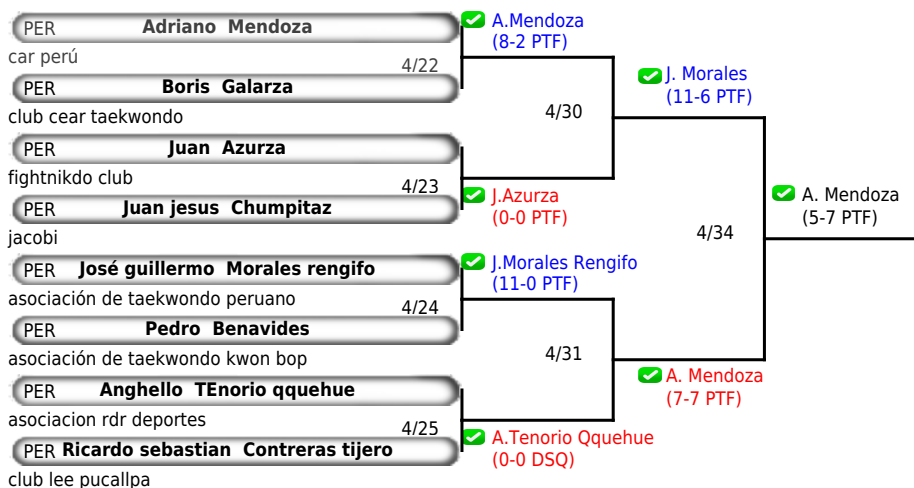 PER Adriano Mendoza
car perú
4/22
PER Boris Galarza
club cear taekwondo
PER Juan Azurza
fightnikdo club
4/23
PER Juan jesus Chumpitaz
jacobi
PER José guillermo Morales rengifo
asociación de taekwondo peruano
4/24
PER Pedro Benavides
asociación de taekwondo kwon bop
PER Anghello TEnorio qquehue
asociacion rdr deportes
4/25
PER Ricardo sebastian Contreras tijero
club lee pucallpa
A.Mendoza
(8-2 PTF)
4/30
J.Azurza
(0-0 PTF)
J.Morales Rengifo
(11-0 PTF)
4/31
A.Tenorio Qquehue
(0-0 DSQ)
J. Morales
(11-6 PTF)
4/34
A. Mendoza
(7-7 PTF)
A. Mendoza
(5-7 PTF)